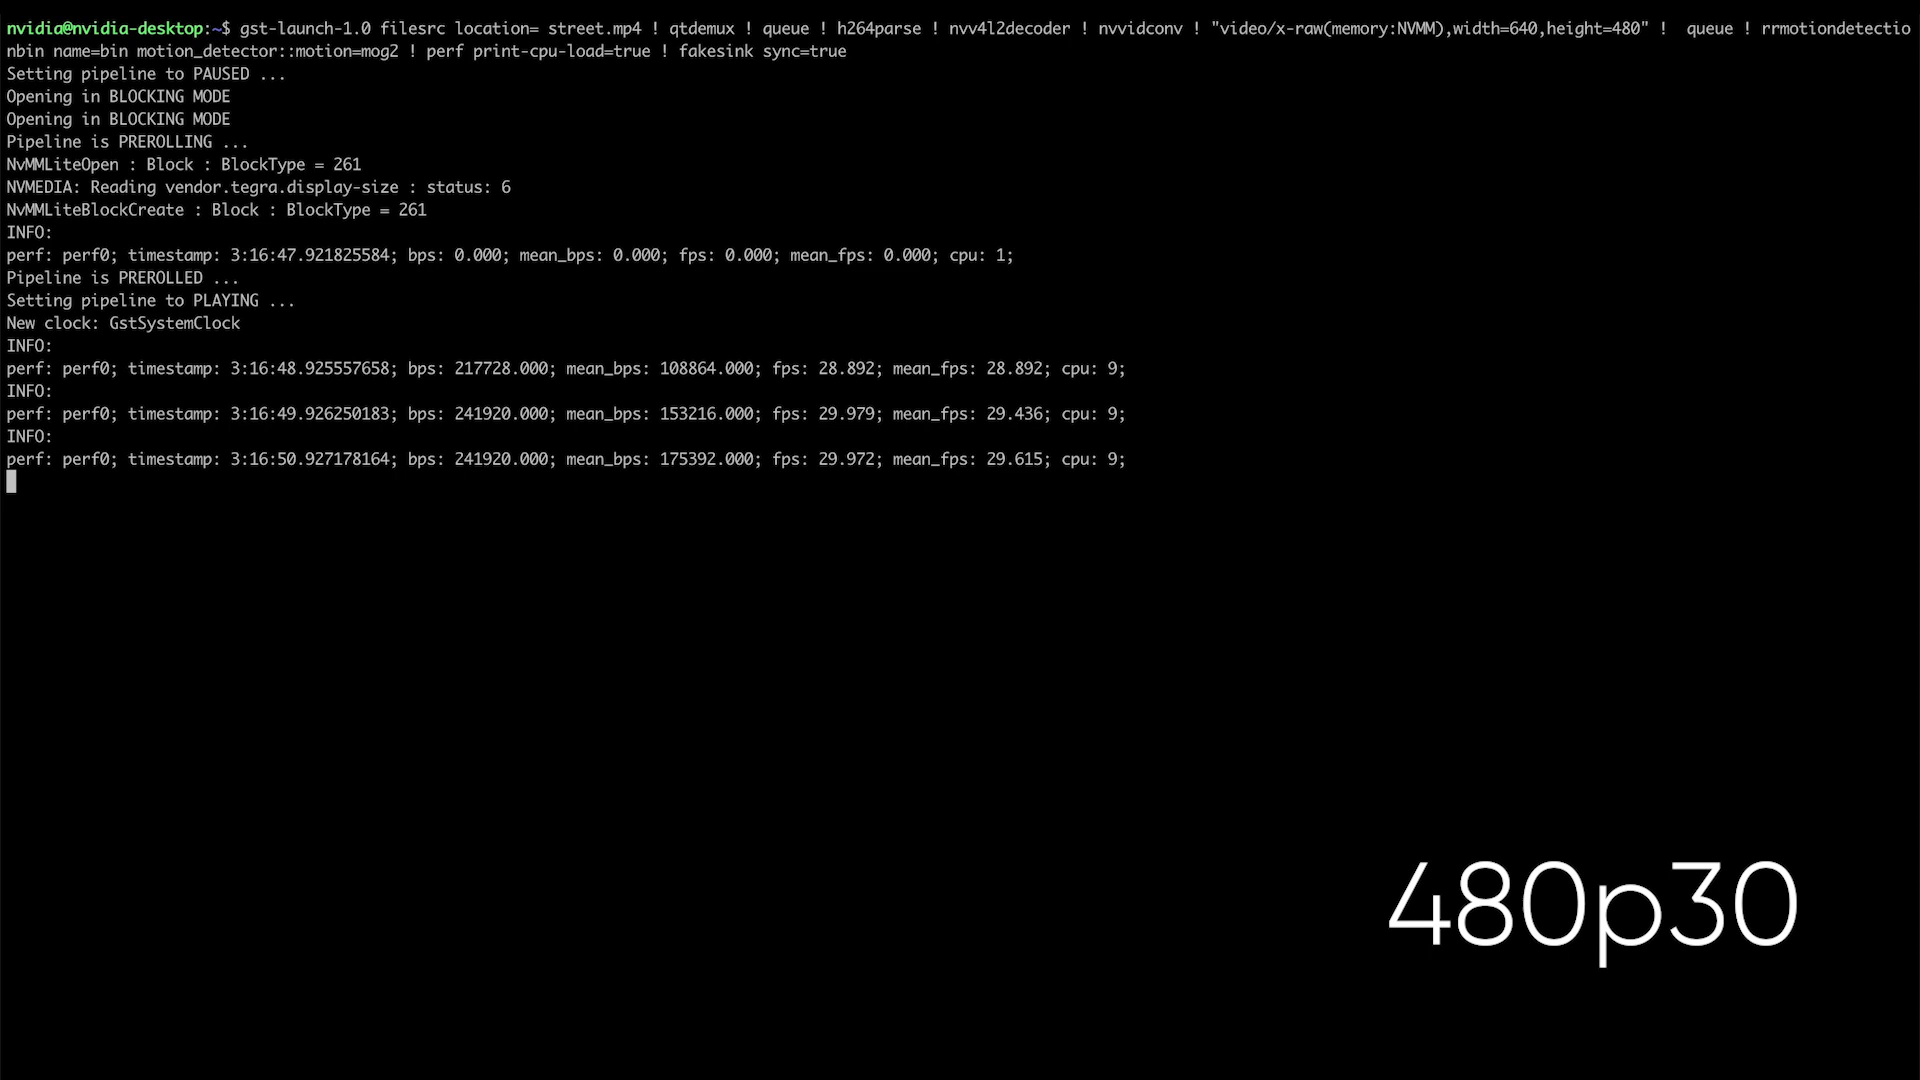 nvidia@nvidia-desktop:~$ gst-launch-1.0 filesrc location= street.mp4 ! qtdemux ! queue ! h264parse ! nvv4l2decoder ! nvvidconv ! "video/x-raw(memory:NVMM),width=640,height=480" !  queue ! rrmotiondetectio
nbin name=bin motion_detector::motion=mog2 ! perf print-cpu-load=true ! fakesink sync=true
Setting pipeline to PAUSED ...
Opening in BLOCKING MODE
Opening in BLOCKING MODE
Pipeline is PREROLLING ...
NvMMLiteOpen : Block : BlockType = 261
NVMEDIA: Reading vendor.tegra.display-size : status: 6
NvMMLiteBlockCreate : Block : BlockType = 261
INFO:
perf: perf0; timestamp: 3:16:47.921825584; bps: 0.000; mean_bps: 0.000; fps: 0.000; mean_fps: 0.000; cpu: 1;
Pipeline is PREROLLED ...
Setting pipeline to PLAYING ...
New clock: GstSystemClock
INFO:
perf: perf0; timestamp: 3:16:48.925557658; bps: 217728.000; mean_bps: 108864.000; fps: 28.892; mean_fps: 28.892; cpu: 9;
INFO:
perf: perf0; timestamp: 3:16:49.926250183; bps: 241920.000; mean_bps: 153216.000; fps: 29.979; mean_fps: 29.436; cpu: 9;
INFO:
perf: perf0; timestamp: 3:16:50.927178164; bps: 241920.000; mean_bps: 175392.000; fps: 29.972; mean_fps: 29.615; cpu: 9;
480p30